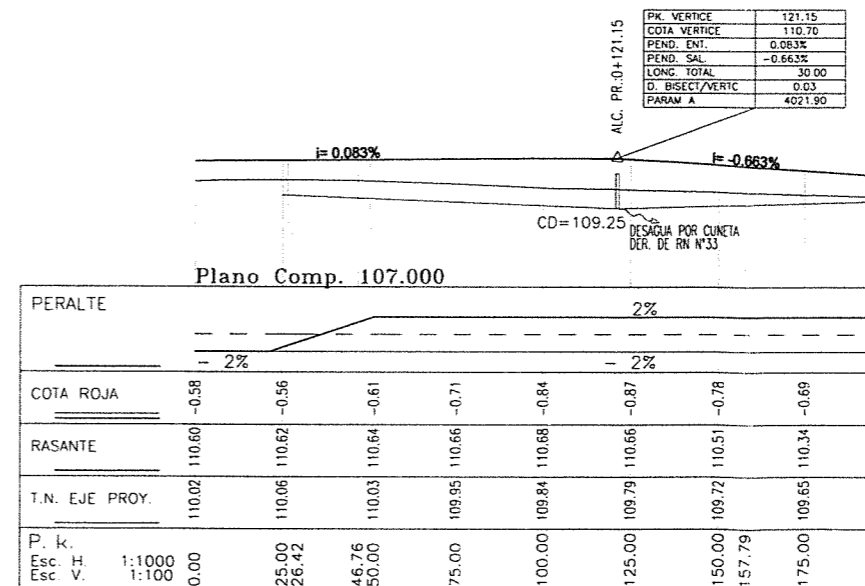 PK. VERTICE 121.15
COTA VERTICE 110.70
PEND. ENT. 0.083%
PEND. SAL. -0.663%
LONG. TOTAL 30.00
D. BISECT/VERTC 0.03
PARAM A 4021.90
ALC. PR.:0+121.15
i= 0.083%
i= -0.663%
CD=109.25
DESAGUA POR CUNETA
DER. DE RN N°33
Plano Comp. 107.000
PERALTE
2%
- 2%
- 2%
COTA ROJA -0.58 -0.56 -0.61 -0.71 -0.84 -0.87 -0.78 -0.69
RASANTE 110.60 110.62 110.64 110.66 110.68 110.66 110.51 110.34
T.N. EJE PROY. 110.02 110.06 110.03 109.95 109.84 109.79 109.72 109.65
P. k.
Esc. H. 1:1000
Esc. V. 1:100
0.00 25.00 26.42 46.76 50.00 75.00 100.00 125.00 150.00 157.79 175.00